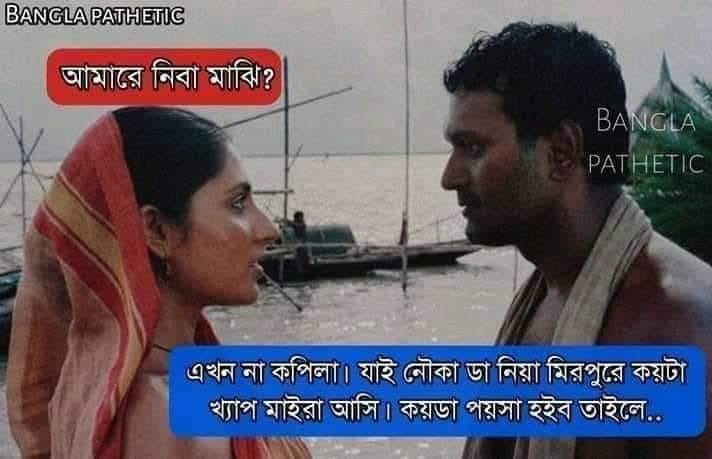 BANGLA PATHETIC
আমারে নিবা মাঝি?
BANGLA
PATHETIC
এখন না কপিলা। যাই নৌকা ডা নিয়া মিরপুরে কয়টা
খ্যাপ মাইরা আসি। কয়ডা পয়সা হইব তাইলে..